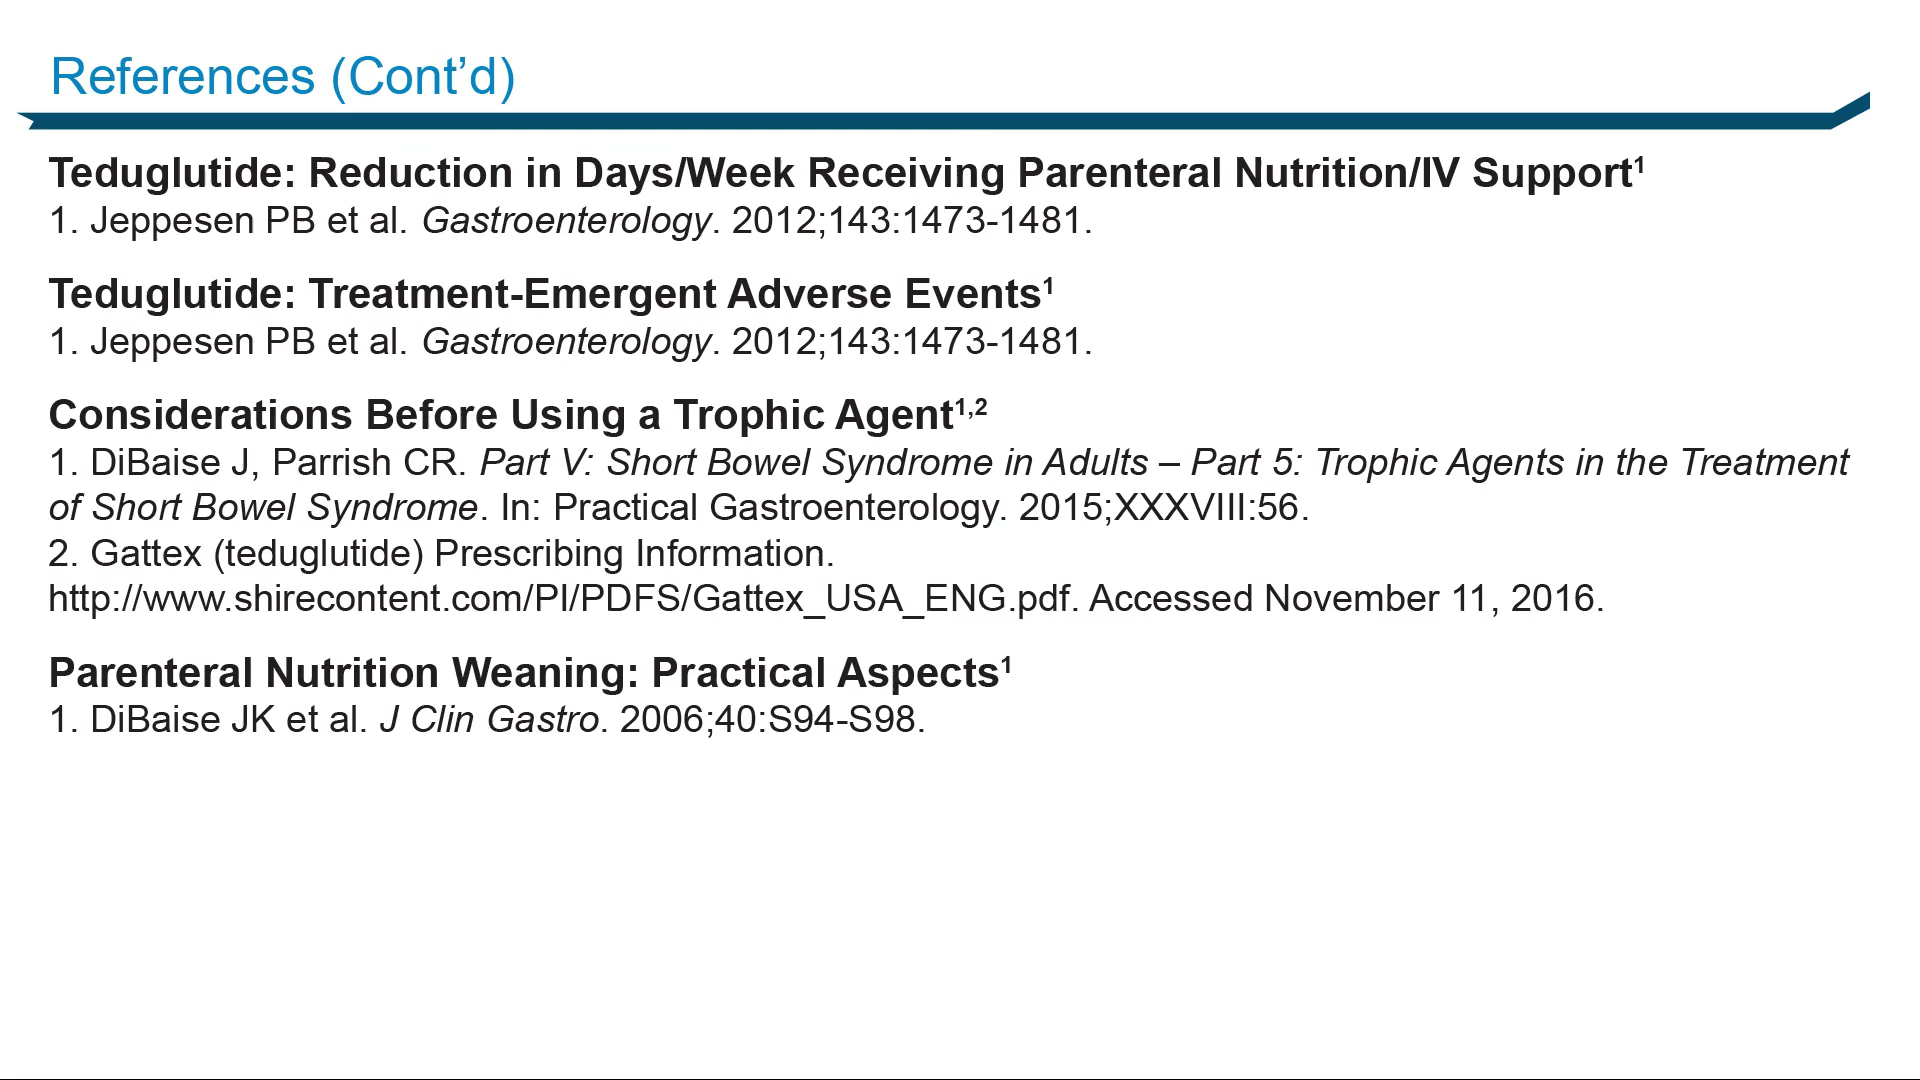 References (Cont’d)
Teduglutide: Reduction in Days/Week Receiving Parenteral Nutrition/IV Support¹
1. Jeppesen PB et al. Gastroenterology. 2012;143:1473-1481.
Teduglutide: Treatment-Emergent Adverse Events¹
1. Jeppesen PB et al. Gastroenterology. 2012;143:1473-1481.
Considerations Before Using a Trophic Agent¹,²
1. DiBaise J, Parrish CR. Part V: Short Bowel Syndrome in Adults – Part 5: Trophic Agents in the Treatment
of Short Bowel Syndrome. In: Practical Gastroenterology. 2015;XXXVIII:56.
2. Gattex (teduglutide) Prescribing Information.
http://www.shirecontent.com/PI/PDFS/Gattex_USA_ENG.pdf. Accessed November 11, 2016.
Parenteral Nutrition Weaning: Practical Aspects¹
1. DiBaise JK et al. J Clin Gastro. 2006;40:S94-S98.